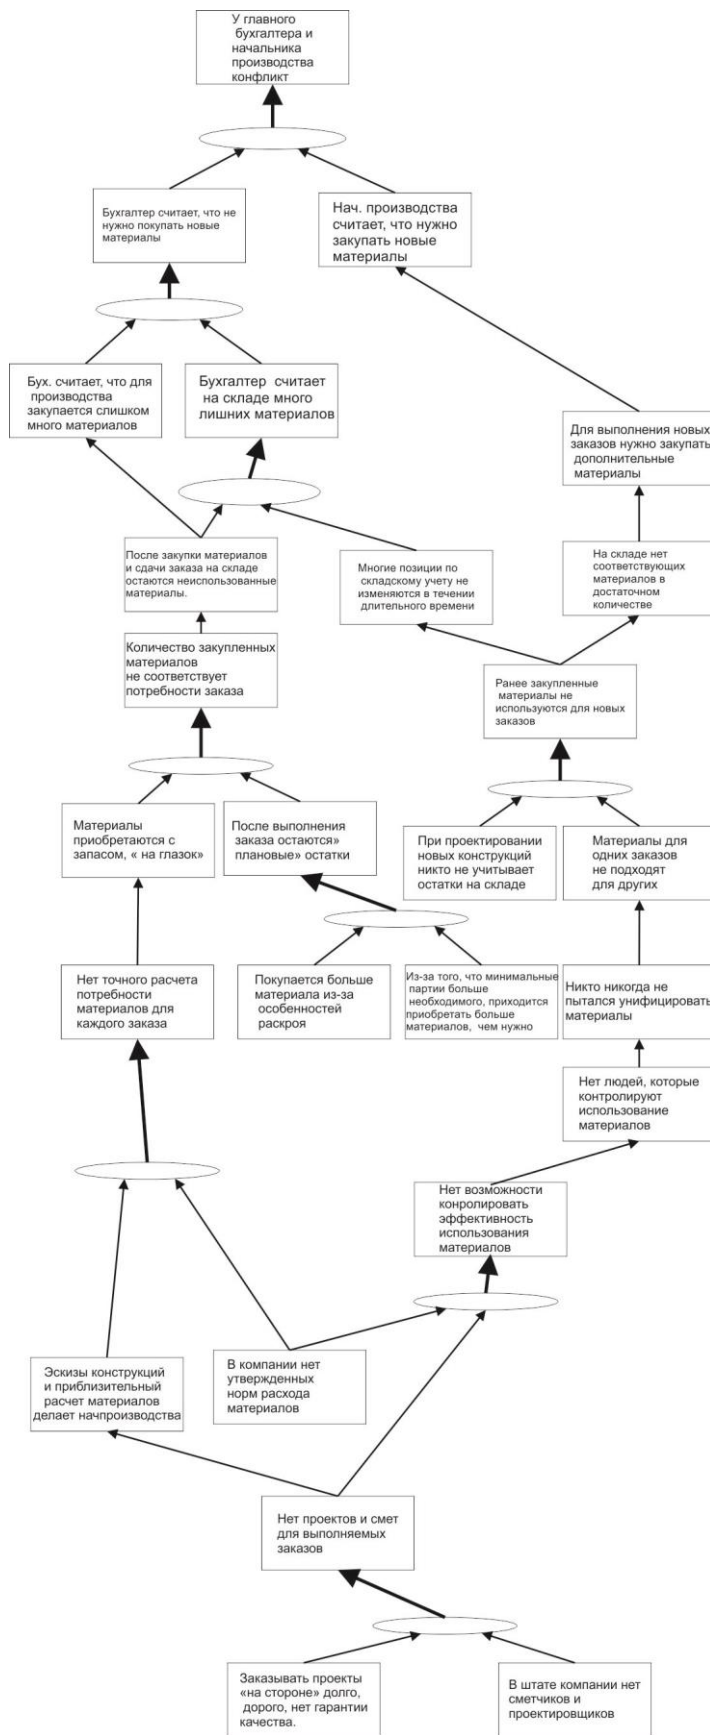 У главного
бухгалтера и
начальника
производства
конфликт
Бухгалтер считает, что не
нужно покупать новые
материалы
Нач. производства
считает, что нужно
закупать новые
материалы
Бух. считает, что для
производства
закупается слишком
много материалов
Бухгалтер считает
на складе много
лишних материалов
Для выполнения новых
заказов нужно закупать
дополнительные
материалы
После закупки материалов
и сдачи заказа на складе
остаются неиспользованные
материалы.
Многие позиции по
складскому учету не
изменяются в течении
длительного времени
На складе нет
соответствующих
материалов в
достаточном
количестве
Количество закупленных
материалов
не соответствует
потребности заказа
Ранее закупленные
материалы не
используются для новых
заказов
Материалы
приобретаются с
запасом, « на глазок»
После выполнения
заказа остаются»
плановые» остатки
При проектировании
новых конструкций
никто не учитывает
остатки на складе
Материалы для
одних заказов
не подходят
для других
Нет точного расчета
потребности
материалов для
каждого заказа
Покупается больше
материала из-за
особенностей
раскроя
Из-за того, что минимальные
партии больше
необходимого, приходится
приобретать больше
материалов, чем нужно
Никто никогда не
пытался унифицировать
материалы
Нет людей, которые
контролируют
использование
материалов
Нет возможности
конролировать
эффективность
использования
материалов
Эскизы конструкций
и приблизительный
расчет материалов
делает начпроизводства
В компании нет
утвержденных
норм расхода
материалов
Нет проектов и смет
для выполняемых
заказов
Заказывать проекты
«на стороне» долго,
дорого, нет гарантии
качества.
В штате компании нет
сметчиков и
проектировщиков